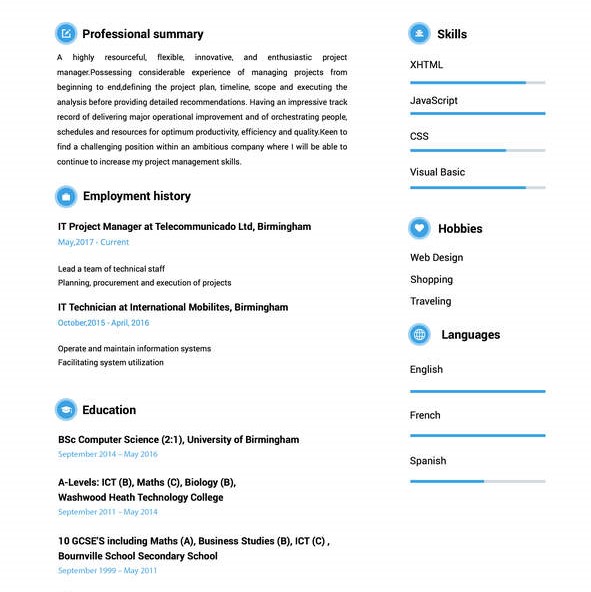 Professional summary
A highly resourceful, flexible, innovative, and enthusiastic project
manager.Possessing considerable experience of managing projects from
beginning to end,defining the project plan, timeline, scope and executing the
analysis before providing detailed recommendations. Having an impressive track
record of delivering major operational improvement and of orchestrating people,
schedules and resources for optimum productivity, efficiency and quality.Keen to
find a challenging position within an ambitious company where I will be able to
continue to increase my project management skills.
Employment history
IT Project Manager at Telecommunicado Ltd, Birmingham
May,2017 - Current
Lead a team of technical staff
Planning, procurement and execution of projects
IT Technician at International Mobilites, Birmingham
October,2015 - April, 2016
Operate and maintain information systems
Facilitating system utilization
Education
BSc Computer Science (2:1), University of Birmingham
September 2014 – May 2016
A-Levels: ICT (B), Maths (C), Biology (B),
Washwood Heath Technology College
September 2011 – May 2014
10 GCSE'S including Maths (A), Business Studies (B), ICT (C) ,
Bournville School Secondary School
September 1999 – May 2011
Skills
XHTML
JavaScript
CSS
Visual Basic
Hobbies
Web Design
Shopping
Traveling
Languages
English
French
Spanish